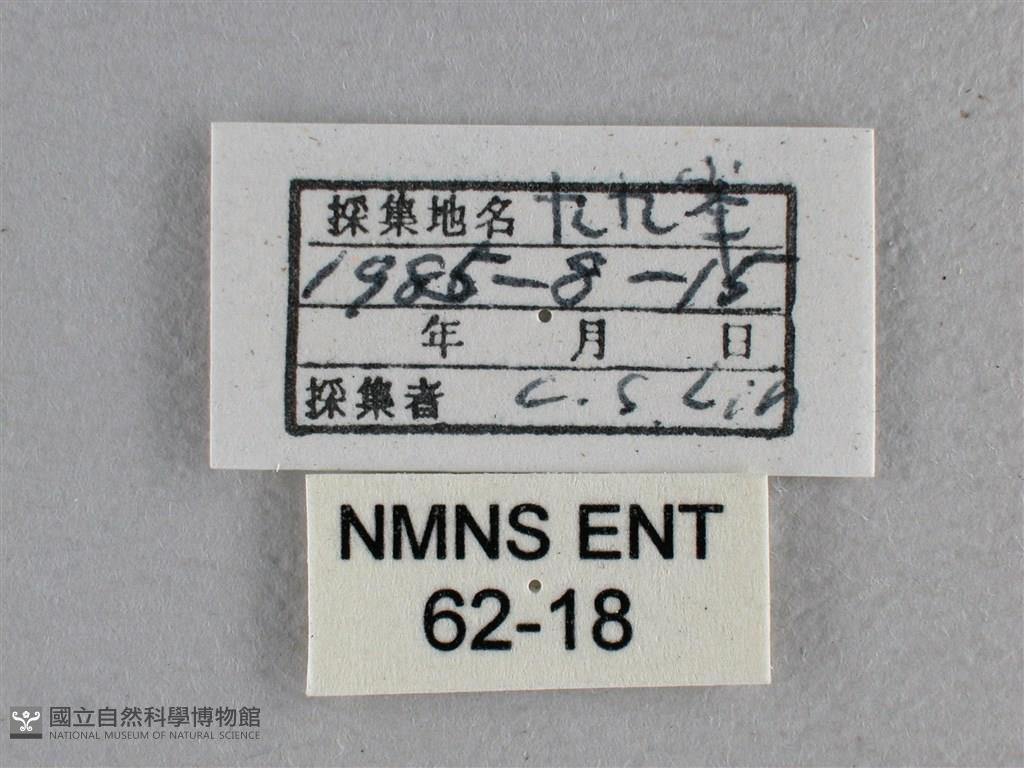 採集地名 九九峯
1985-8-15
年 月 日
採集者 C.S Lin
NMNS ENT
62-18
國立自然科學博物館
NATIONAL MUSEUM OF NATURAL SCIENCE